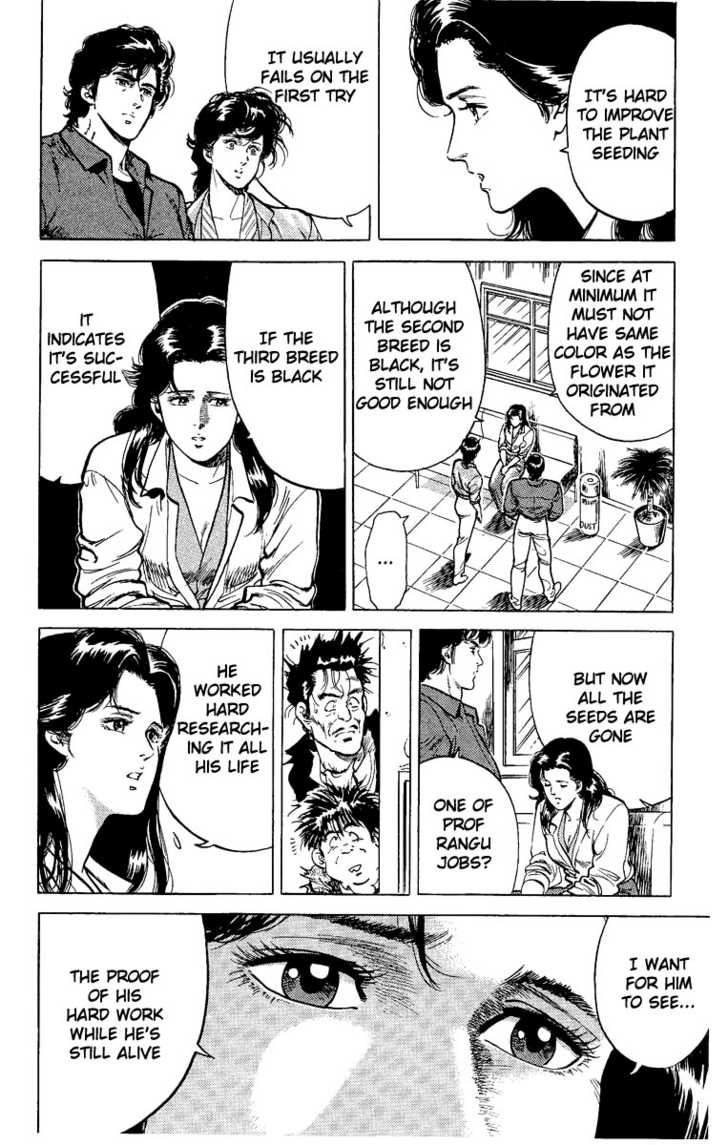 IT'S HARD
TO IMPROVE
THE PLANT
SEEDING
IT USUALLY
FAILS ON THE
FIRST TRY
SINCE AT
MINIMUM IT
MUST NOT
HAVE SAME
COLOR AS THE
FLOWER IT
ORIGINATED
FROM
ALTHOUGH
THE SECOND
BREED IS
BLACK, IT'S
STILL NOT
GOOD ENOUGH
...
DUST
IF THE
THIRD BREED
IS BLACK
IT
INDICATES
IT'S SUC-
CESSFUL
BUT NOW
ALL THE
SEEDS ARE
GONE
ONE OF
PROF
RANGU
JOBS?
HE
WORKED
HARD
RESEARCH-
ING IT ALL
HIS LIFE
I WANT
FOR HIM
TO SEE...
THE PROOF
OF HIS
HARD WORK
WHILE HE'S
STILL ALIVE